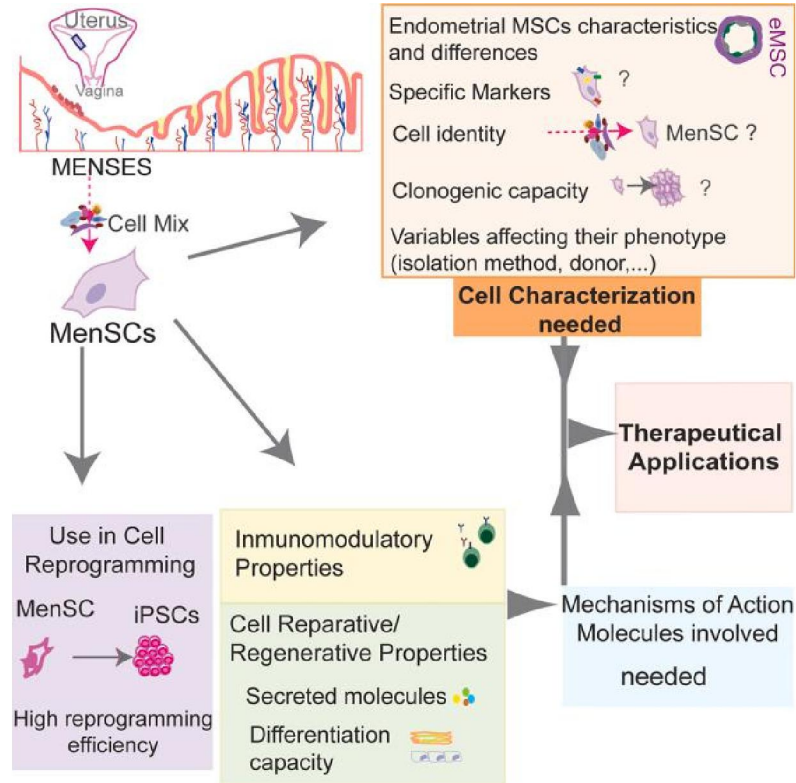 Uterus
Vagina
MENSES
Cell Mix
MenSCs
Endometrial MSCs characteristics
and differences
eMSC
Specific Markers
?
Cell identity
MenSC ?
Clonogenic capacity
?
Variables affecting their phenotype
(isolation method, donor,...)
Cell Characterization
needed
Therapeutical
Applications
Use in Cell
Reprogramming
MenSC
iPSCs
High reprogramming
efficiency
Inmunomodulatory
Properties
Cell Reparative/
Regenerative Properties
Secreted molecules
Differentiation
capacity
Mechanisms of Action
Molecules involved
needed